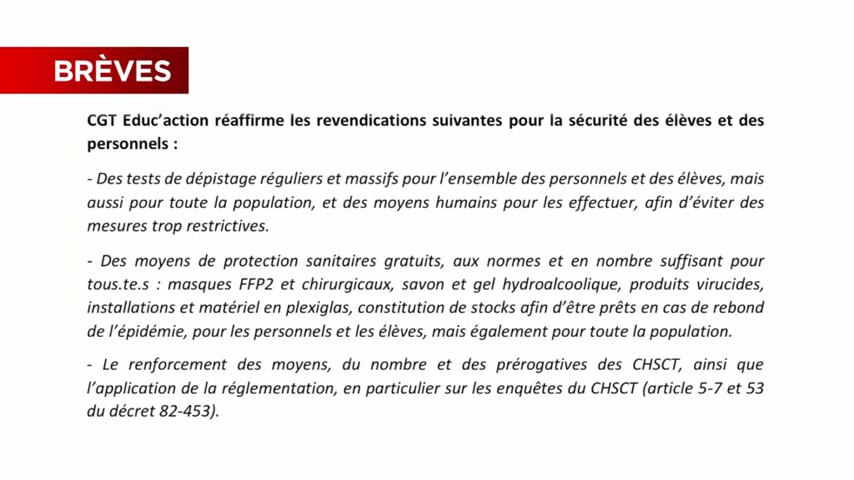 BRÈVES
CGT Educ’action réaffirme les revendications suivantes pour la sécurité des élèves et des
personnels :
- Des tests de dépistage réguliers et massifs pour l’ensemble des personnels et des élèves, mais
aussi pour toute la population, et des moyens humains pour les effectuer, afin d’éviter des
mesures trop restrictives.
- Des moyens de protection sanitaires gratuits, aux normes et en nombre suffisant pour
tous.te.s : masques FFP2 et chirurgicaux, savon et gel hydroalcoolique, produits virucides,
installations et matériel en plexiglas, constitution de stocks afin d’être prêts en cas de rebond
de l’épidémie, pour les personnels et les élèves, mais également pour toute la population.
- Le renforcement des moyens, du nombre et des prérogatives des CHSCT, ainsi que
l’application de la réglementation, en particulier sur les enquêtes du CHSCT (article 5-7 et 53
du décret 82-453).